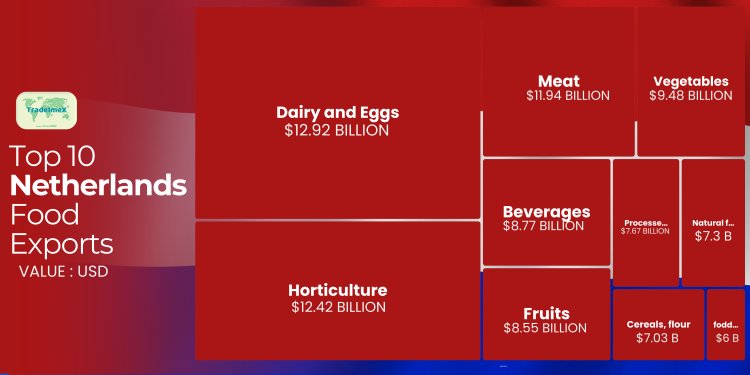 TradeImeX
Top 10
Netherlands
Food
Exports
VALUE : USD
Dairy and Eggs
$12.92 BILLION
Horticulture
$12.42 BILLION
Meat
$11.94 BILLION
Vegetables
$9.48 BILLION
Beverages
$8.77 BILLION
Fruits
$8.55 BILLION
Processe...
$7.67 BILLION
Natural f...
$7.3 B
Cereals, flour
$7.03 B
fodd...
$6 B